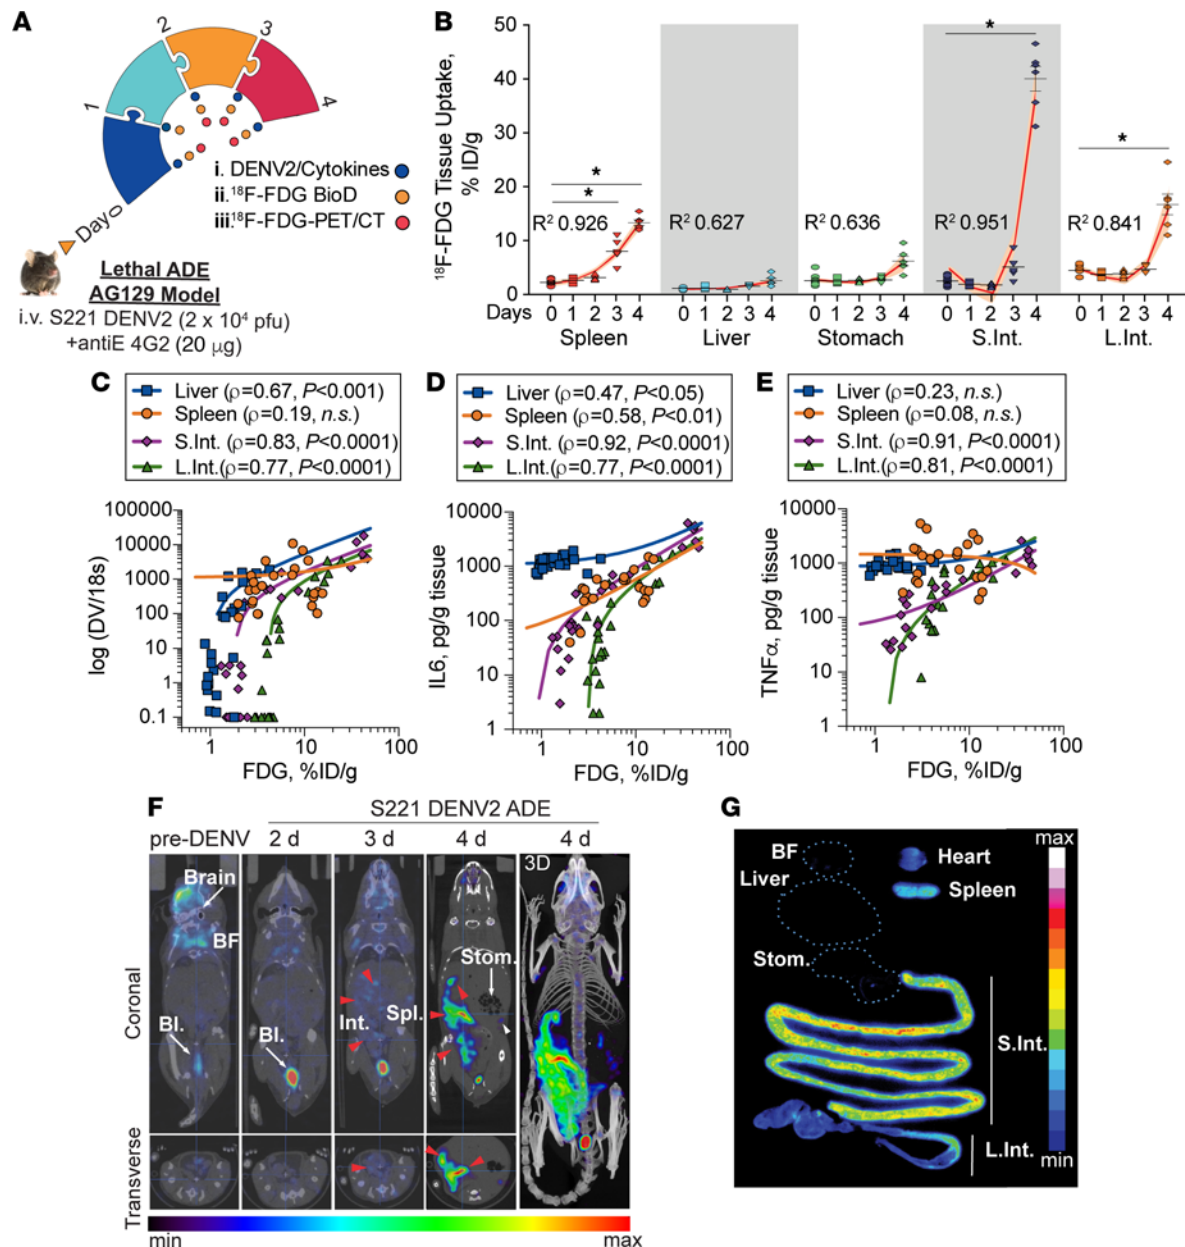 A
1
2
3
4
Day 0
i. DENV2/Cytokines
ii. ¹⁸F-FDG BioD
iii. ¹⁸F-FDG-PET/CT
Lethal ADE
AG129 Model
i.v. S221 DENV2 (2 x 10⁴ pfu)
+antiE 4G2 (20 μg)
B
¹⁸F-FDG Tissue Uptake,
% ID/g
50
40
30
20
10
0
* * * *
R² 0.926 R² 0.627 R² 0.636 R² 0.951 R² 0.841
Days 0 1 2 3 4 0 1 2 3 4 0 1 2 3 4 0 1 2 3 4 0 1 2 3 4
Spleen Liver Stomach S.Int. L.Int.
C
Liver (ρ=0.67, P<0.001)
Spleen (ρ=0.19, n.s.)
S.Int. (ρ=0.83, P<0.0001)
L.Int. (ρ=0.77, P<0.0001)
log (DV/18s)
100000
10000
1000
100
10
1
0.1
1 10 100
FDG, %ID/g
D
Liver (ρ=0.47, P<0.05)
Spleen (ρ=0.58, P<0.01)
S.Int. (ρ=0.92, P<0.0001)
L.Int. (ρ=0.77, P<0.0001)
IL6, pg/g tissue
10000
1000
100
10
1
1 10 100
FDG, %ID/g
E
Liver (ρ=0.23, n.s.)
Spleen (ρ=0.08, n.s.)
S.Int. (ρ=0.91, P<0.0001)
L.Int.(ρ=0.81, P<0.0001)
TNFα, pg/g tissue
10000
1000
100
10
1
1 10 100
FDG, %ID/g
F
S221 DENV2 ADE
pre-DENV 2 d 3 d 4 d 4 d
3D
Coronal
Brain
BF
Bl.
Bl.
Int.
Spl.
Stom.
Transverse
min max
G
BF
Liver
Stom.
Heart
Spleen
S.Int.
L.Int.
max
min